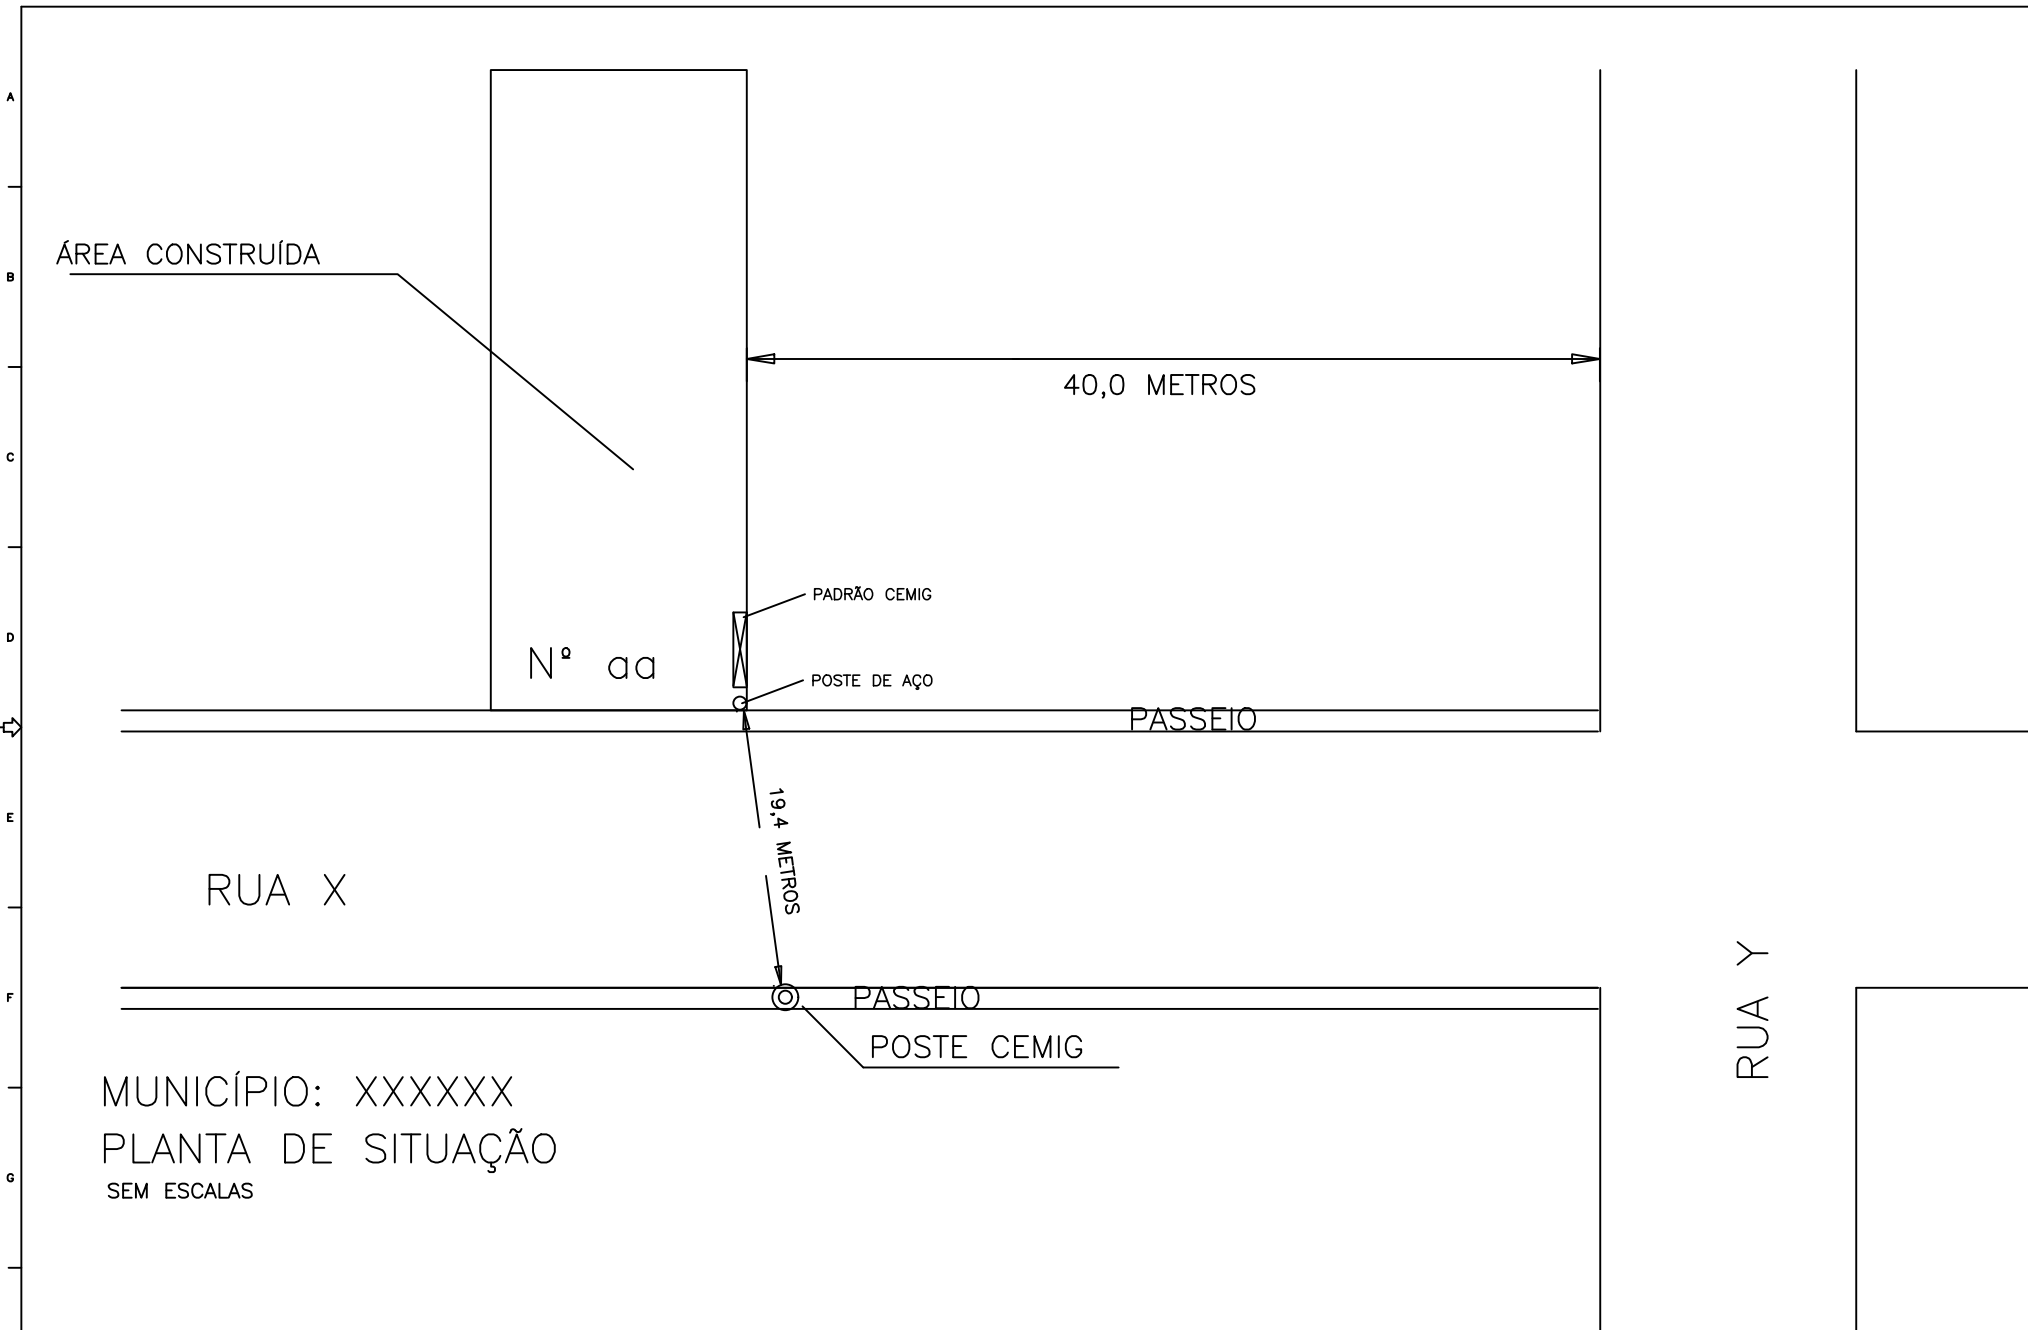 A
ÁREA CONSTRUÍDA
B
40,0 METROS
C
PADRÃO CEMIG
D
Nº aa
POSTE DE AÇO
PASSEIO
19,4 METROS
E
RUA X
RUA Y
F
PASSEIO
POSTE CEMIG
MUNICÍPIO: XXXXXX
PLANTA DE SITUAÇÃO
G
SEM ESCALAS